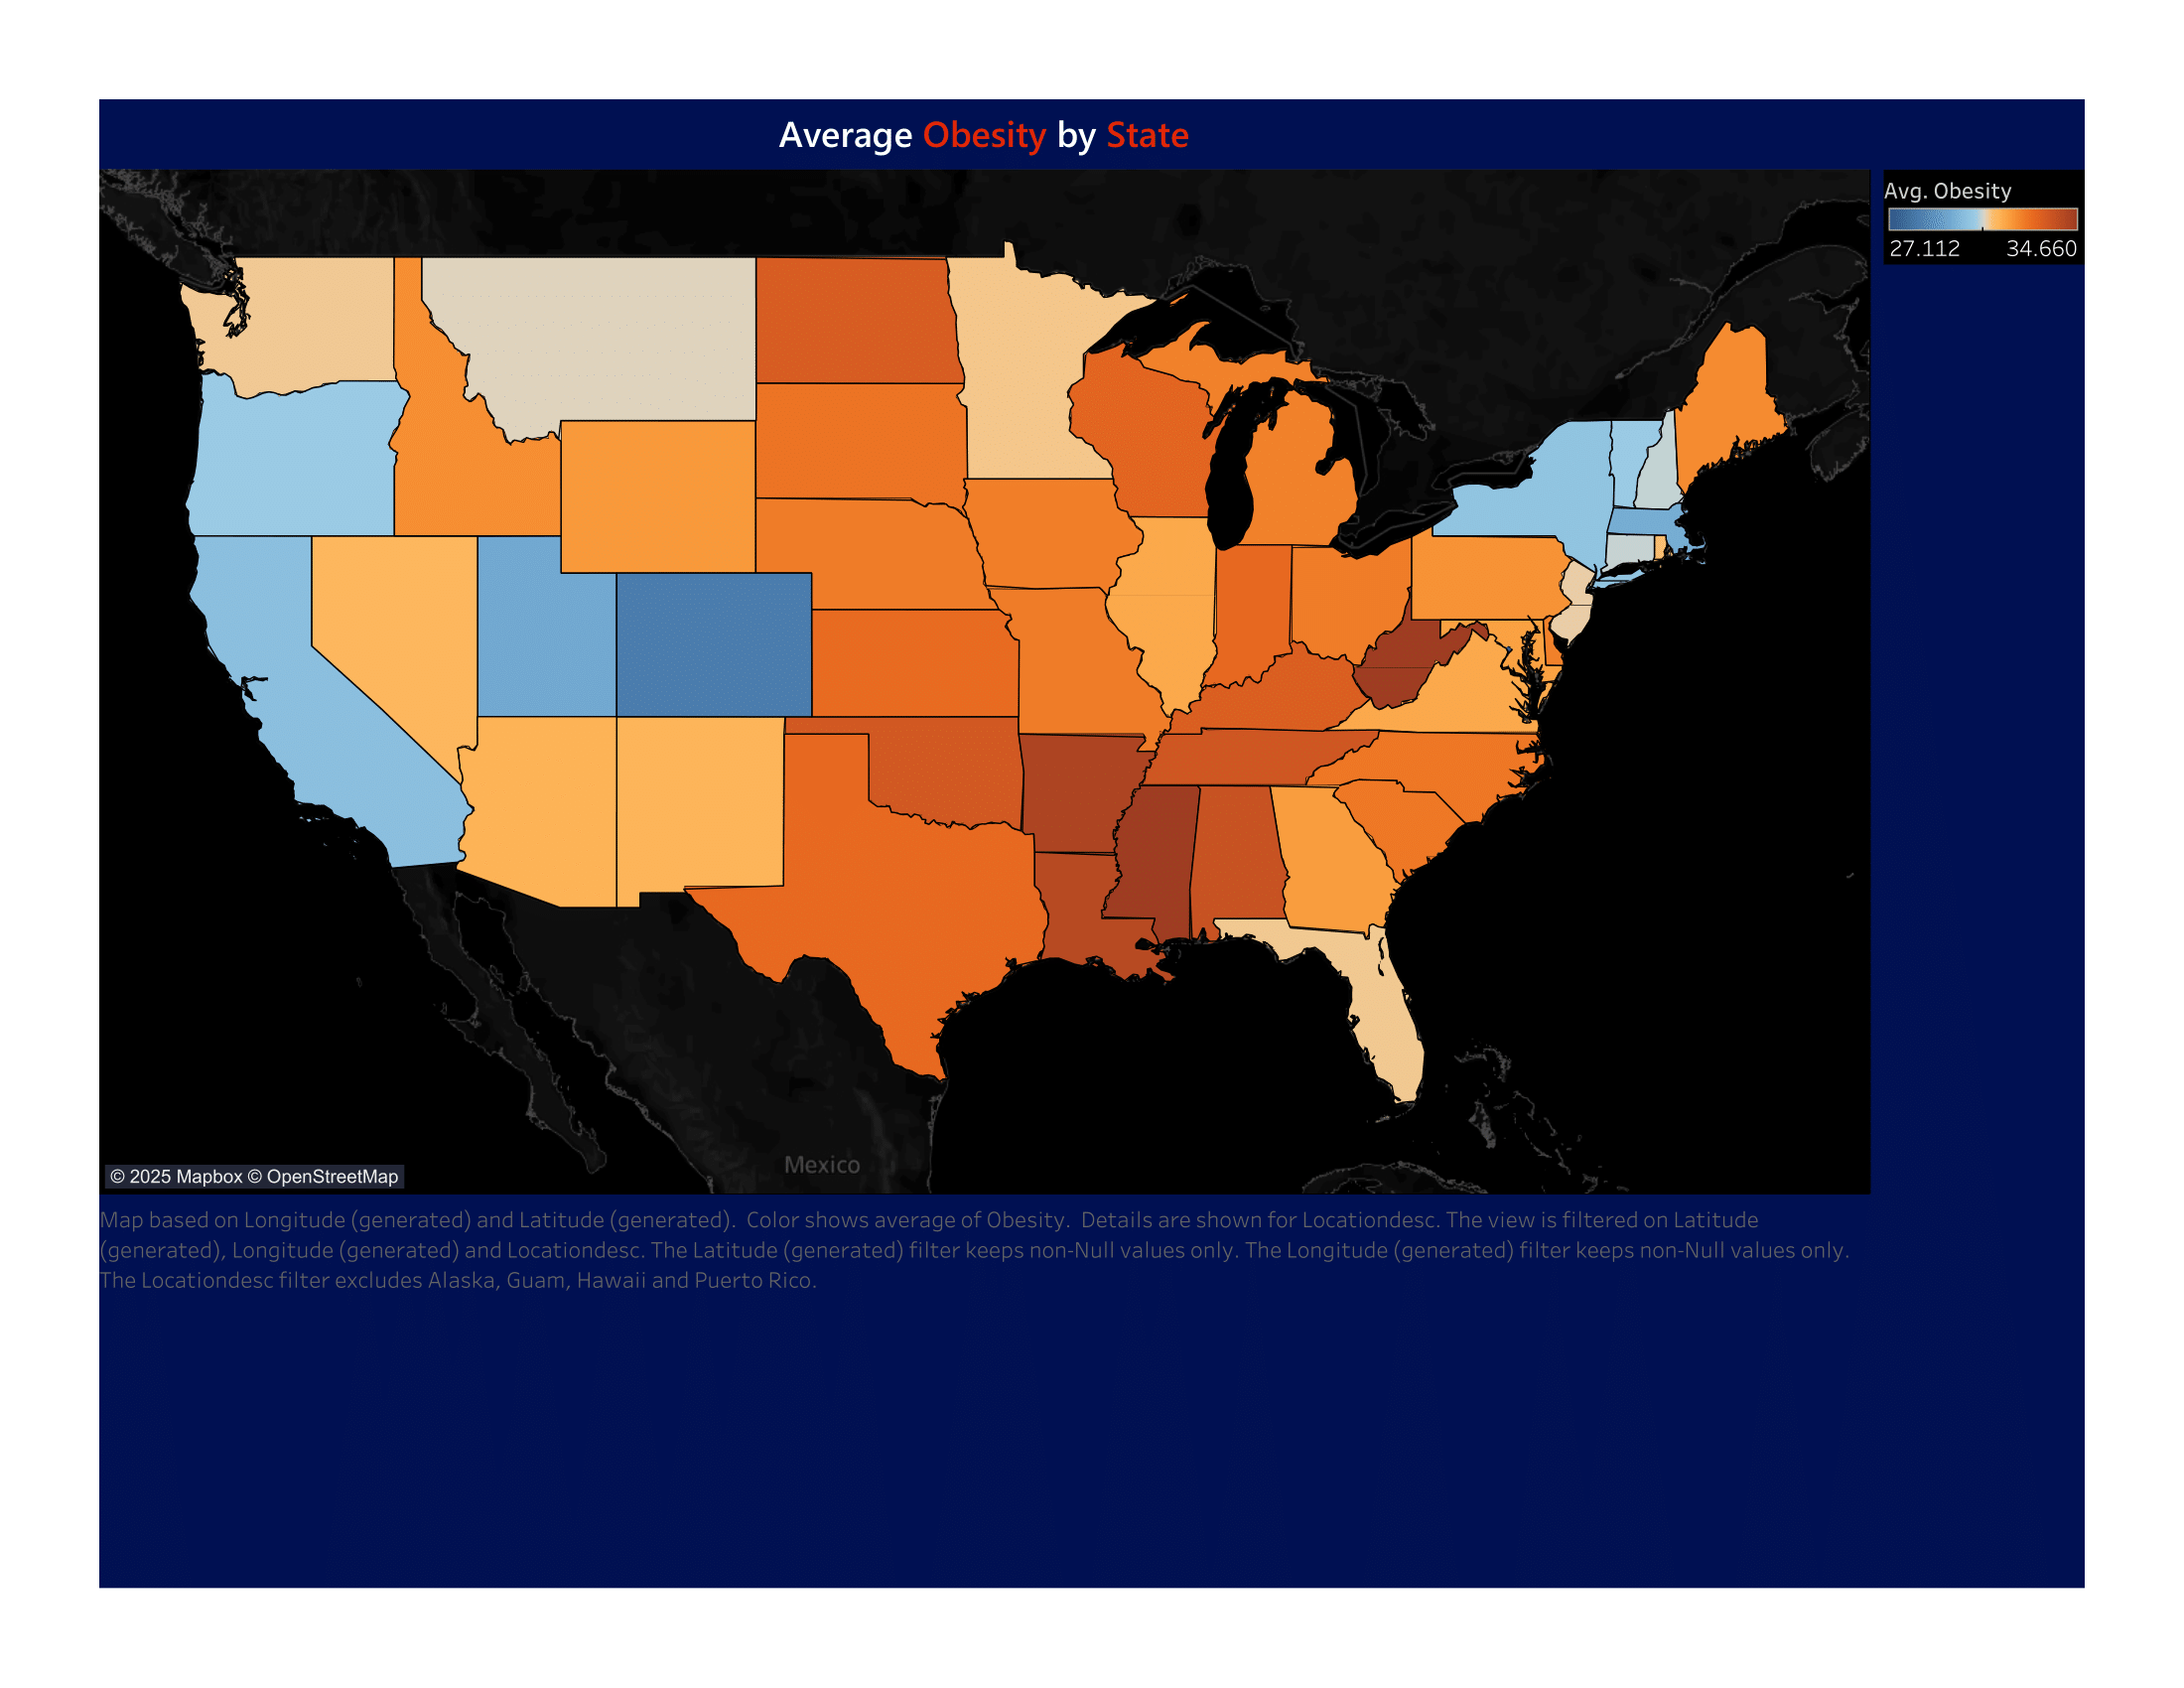 Average Obesity by State
Avg. Obesity
27.112 34.660
Mexico
© 2025 Mapbox © OpenStreetMap
Map based on Longitude (generated) and Latitude (generated).  Color shows average of Obesity.  Details are shown for Locationdesc. The view is filtered on Latitude
(generated), Longitude (generated) and Locationdesc. The Latitude (generated) filter keeps non-Null values only. The Longitude (generated) filter keeps non-Null values only.
The Locationdesc filter excludes Alaska, Guam, Hawaii and Puerto Rico.